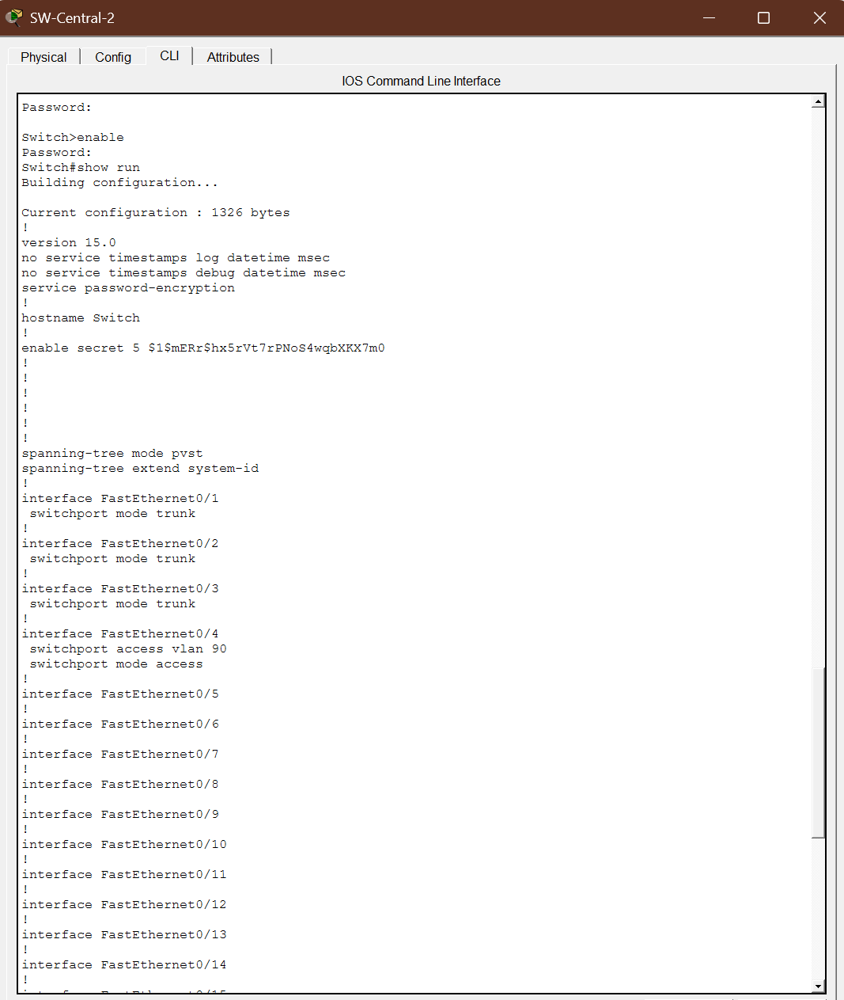 SW-Central-2
Physical Config CLI Attributes
IOS Command Line Interface
Password:
Switch>enable
Password:
Switch#show run
Building configuration...
Current configuration : 1326 bytes
!
version 15.0
no service timestamps log datetime msec
no service timestamps debug datetime msec
service password-encryption
!
hostname Switch
!
enable secret 5 $1$mERr$hx5rVt7rPNoS4wqbXKX7m0
!
!
!
!
!
!
spanning-tree mode pvst
spanning-tree extend system-id
!
interface FastEthernet0/1
 switchport mode trunk
!
interface FastEthernet0/2
 switchport mode trunk
!
interface FastEthernet0/3
 switchport mode trunk
!
interface FastEthernet0/4
 switchport access vlan 90
 switchport mode access
!
interface FastEthernet0/5
!
interface FastEthernet0/6
!
interface FastEthernet0/7
!
interface FastEthernet0/8
!
interface FastEthernet0/9
!
interface FastEthernet0/10
!
interface FastEthernet0/11
!
interface FastEthernet0/12
!
interface FastEthernet0/13
!
interface FastEthernet0/14
!